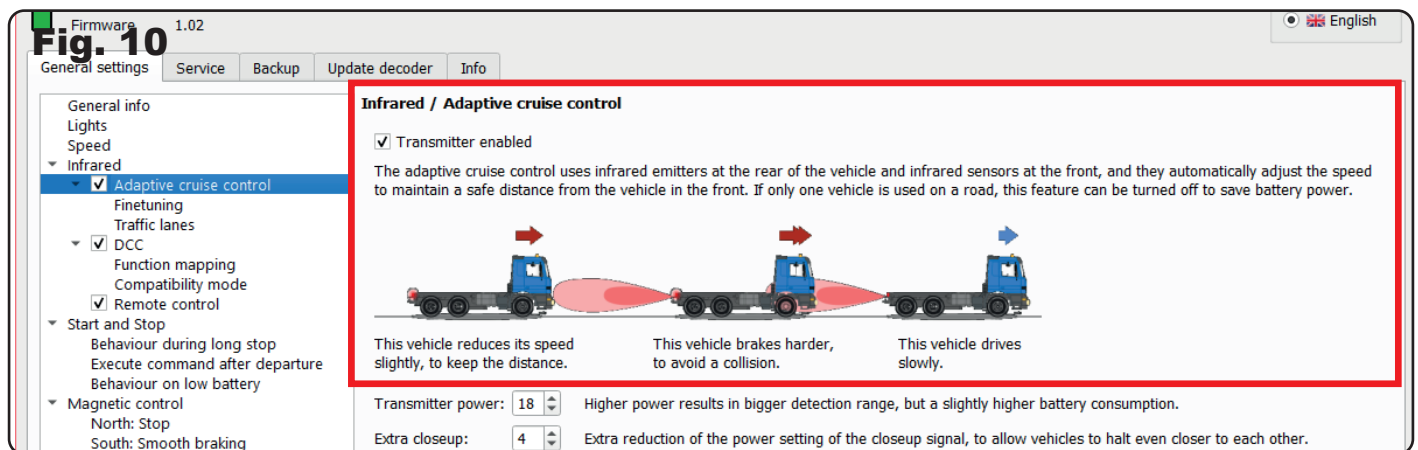 Firmware 1.02
English
Fig. 10
General settings Service Backup Update decoder Info
General info
Lights
Speed
Infrared
Adaptive cruise control
Finetuning
Traffic lanes
DCC
Function mapping
Compatibility mode
Remote control
Start and Stop
Behaviour during long stop
Execute command after departure
Behaviour on low battery
Magnetic control
North: Stop
South: Smooth braking
Infrared / Adaptive cruise control
Transmitter enabled
The adaptive cruise control uses infrared emitters at the rear of the vehicle and infrared sensors at the front, and they automatically adjust the speed
to maintain a safe distance from the vehicle in the front. If only one vehicle is used on a road, this feature can be turned off to save battery power.
This vehicle reduces its speed
slightly, to keep the distance.
This vehicle brakes harder,
to avoid a collision.
This vehicle drives
slowly.
Transmitter power: 18 Higher power results in bigger detection range, but a slightly higher battery consumption.
Extra closeup: 4 Extra reduction of the power setting of the closeup signal, to allow vehicles to halt even closer to each other.